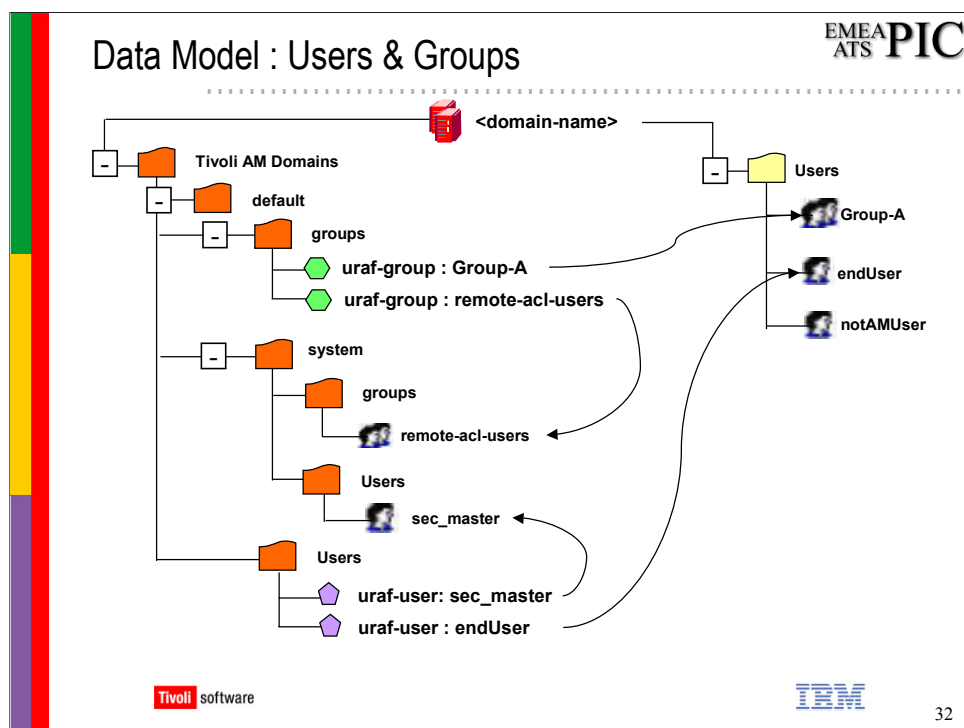 Data Model : Users & Groups
EMEA
ATS PIC
<domain-name>
Tivoli AM Domains
default
groups
uraf-group : Group-A
uraf-group : remote-acl-users
system
groups
remote-acl-users
Users
sec_master
Users
uraf-user: sec_master
uraf-user : endUser
Users
Group-A
endUser
notAMUser
Tivoli software
IBM
32